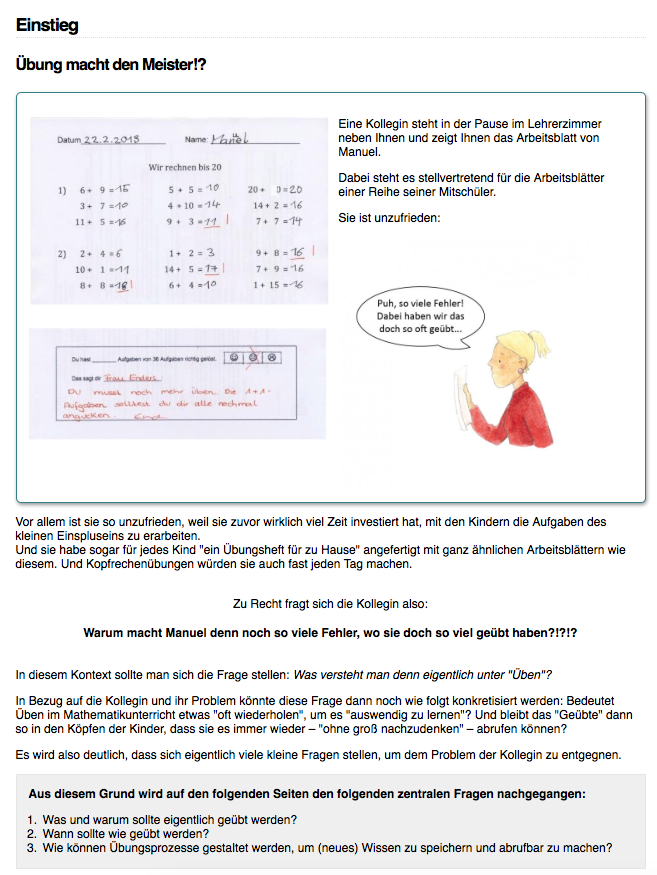 Einstieg
Übung macht den Meister!?
Datum 22.2.2013 Name: Manuel
Wir rechnen bis 20
1) 6 + 9 = 15 5 + 5 = 10 20 + 0 = 20
3 + 7 = 10 4 + 10 = 14 14 + 2 = 16
11 + 5 = 16 9 + 3 = 11 7 + 7 = 14
2) 2 + 4 = 6 1 + 2 = 3 9 + 8 = 16
10 + 1 = 11 14 + 5 = 17 7 + 9 = 16
8 + 8 = 18 6 + 4 = 10 1 + 15 = 16
Du hast ______ Aufgaben von 36 Aufgaben richtig gelöst.
Das sagt dir Frau Enders:
Du musst noch mehr üben. Die 1+1-
Aufgaben solltest du dir alle nochmal
angucken.
Eine Kollegin steht in der Pause im Lehrerzimmer
neben Ihnen und zeigt Ihnen das Arbeitsblatt von
Manuel.
Dabei steht es stellvertretend für die Arbeitsblätter
einer Reihe seiner Mitschüler.
Sie ist unzufrieden:
Puh, so viele Fehler!
Dabei haben wir das
doch so oft geübt...
Vor allem ist sie so unzufrieden, weil sie zuvor wirklich viel Zeit investiert hat, mit den Kindern die Aufgaben des
kleinen Einspluseins zu erarbeiten.
Und sie habe sogar für jedes Kind "ein Übungsheft für zu Hause" angefertigt mit ganz ähnlichen Arbeitsblättern wie
diesem. Und Kopfrechenübungen würden sie auch fast jeden Tag machen.
Zu Recht fragt sich die Kollegin also:
Warum macht Manuel denn noch so viele Fehler, wo sie doch so viel geübt haben?!?!?
In diesem Kontext sollte man sich die Frage stellen: Was versteht man denn eigentlich unter "Üben"?
In Bezug auf die Kollegin und ihr Problem könnte diese Frage dann noch wie folgt konkretisiert werden: Bedeutet
Üben im Mathematikunterricht etwas "oft wiederholen", um es "auswendig zu lernen"? Und bleibt das "Geübte" dann
so in den Köpfen der Kinder, dass sie es immer wieder – "ohne groß nachzudenken" – abrufen können?
Es wird also deutlich, dass sich eigentlich viele kleine Fragen stellen, um dem Problem der Kollegin zu entgegnen.
Aus diesem Grund wird auf den folgenden Seiten den folgenden zentralen Fragen nachgegangen:
1. Was und warum sollte eigentlich geübt werden?
2. Wann sollte wie geübt werden?
3. Wie können Übungsprozesse gestaltet werden, um (neues) Wissen zu speichern und abrufbar zu machen?